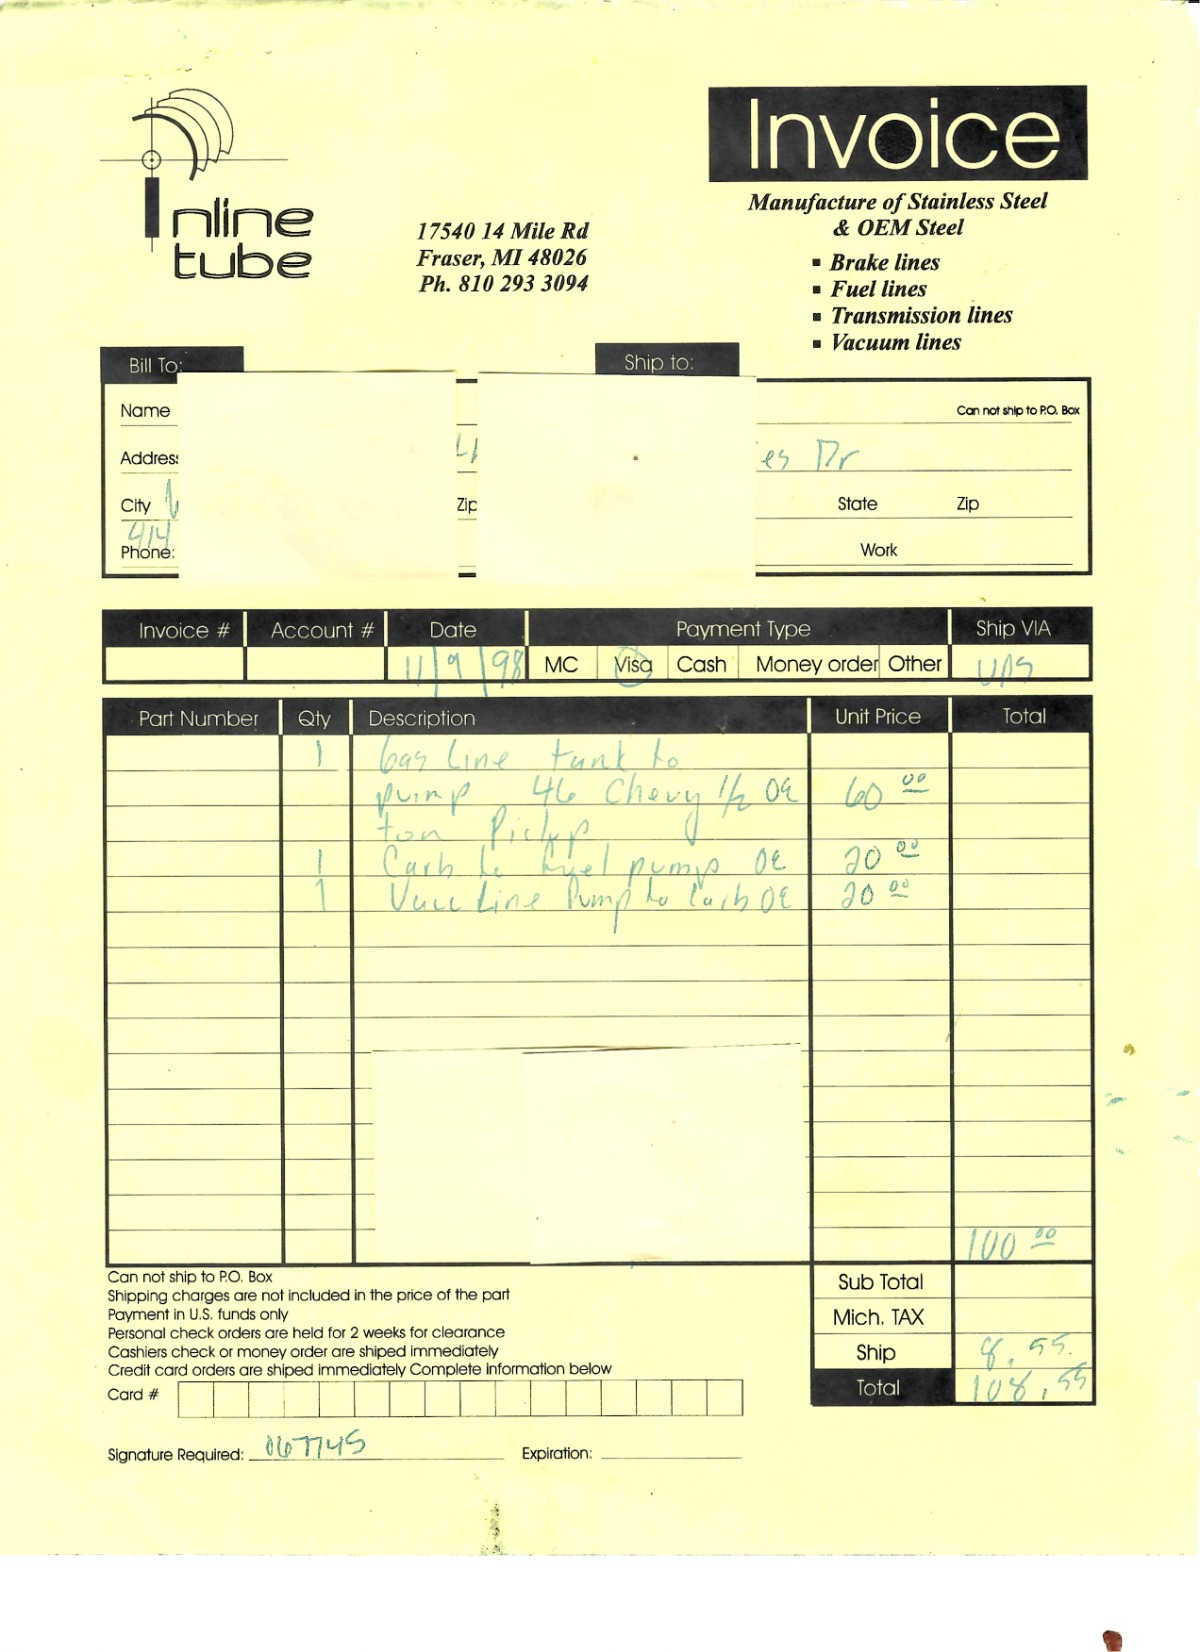 Inline
tube
17540 14 Mile Rd
Fraser, MI 48026
Ph. 810 293 3094
Invoice
Manufacture of Stainless Steel
& OEM Steel
▪ Brake lines
▪ Fuel lines
▪ Transmission lines
▪ Vacuum lines
Bill To:
Ship to:
Name
Can not ship to P.O. Box
Address
es Dr
City
Zip
State
Zip
414
Phone:
Work
Invoice # Account # Date Payment Type Ship VIA
11/9/98 MC Visa Cash Money order Other UPS
Part Number Qty Description Unit Price Total
1 Gas Line tank to
pump 46 Chevy 1/2 OE 60 00
ton Pickup
1 Carb to fuel pump OE 20 00
1 Vacc Line Pump to Carb OE 20 00
100 00
Can not ship to P.O. Box
Shipping charges are not included in the price of the part
Payment in U.S. funds only
Personal check orders are held for 2 weeks for clearance
Cashiers check or money order are shiped immediately
Credit card orders are shiped immediately Complete information below
Card #
Sub Total
Mich. TAX
Ship 8.55
Total 108.55
Signature Required: 067745 Expiration: